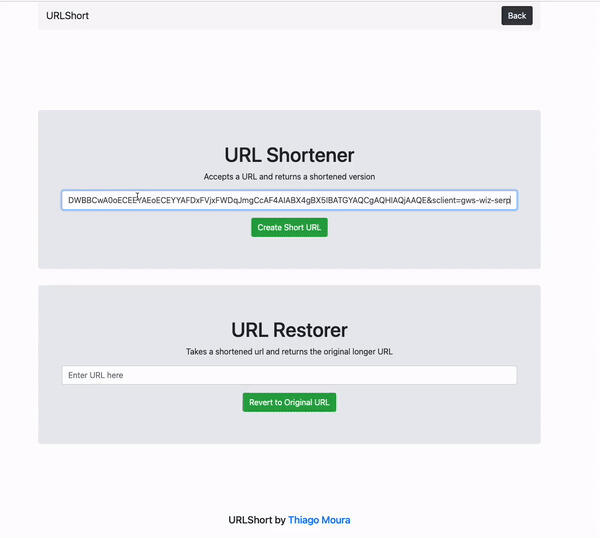 URLShort
Back
URL Shortener
Accepts a URL and returns a shortened version
DWBBCwA0oECEEYAEoECEYYAFDxFVjxFWDqJmgCcAF4AIABX4gBX5IBATGYAQCgAQHIAQjAAQE&sclient=gws-wiz-serp
Create Short URL
URL Restorer
Takes a shortened url and returns the original longer URL
Enter URL here
Revert to Original URL
URLShort by Thiago Moura